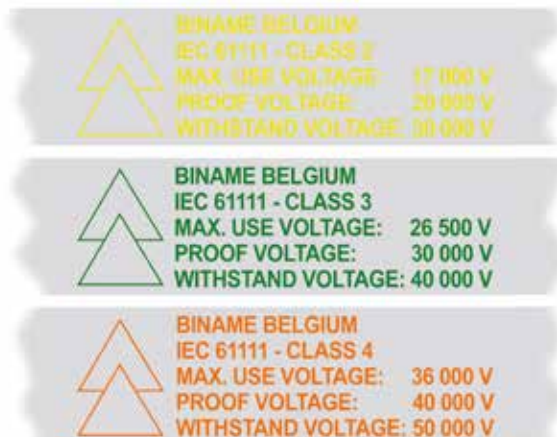 BINAME BELGIUM
IEC 61111 - CLASS 2
MAX. USE VOLTAGE: 17 000 V
PROOF VOLTAGE: 20 000 V
WITHSTAND VOLTAGE: 30 000 V
BINAME BELGIUM
IEC 61111 - CLASS 3
MAX. USE VOLTAGE: 26 500 V
PROOF VOLTAGE: 30 000 V
WITHSTAND VOLTAGE: 40 000 V
BINAME BELGIUM
IEC 61111 - CLASS 4
MAX. USE VOLTAGE: 36 000 V
PROOF VOLTAGE: 40 000 V
WITHSTAND VOLTAGE: 50 000 V